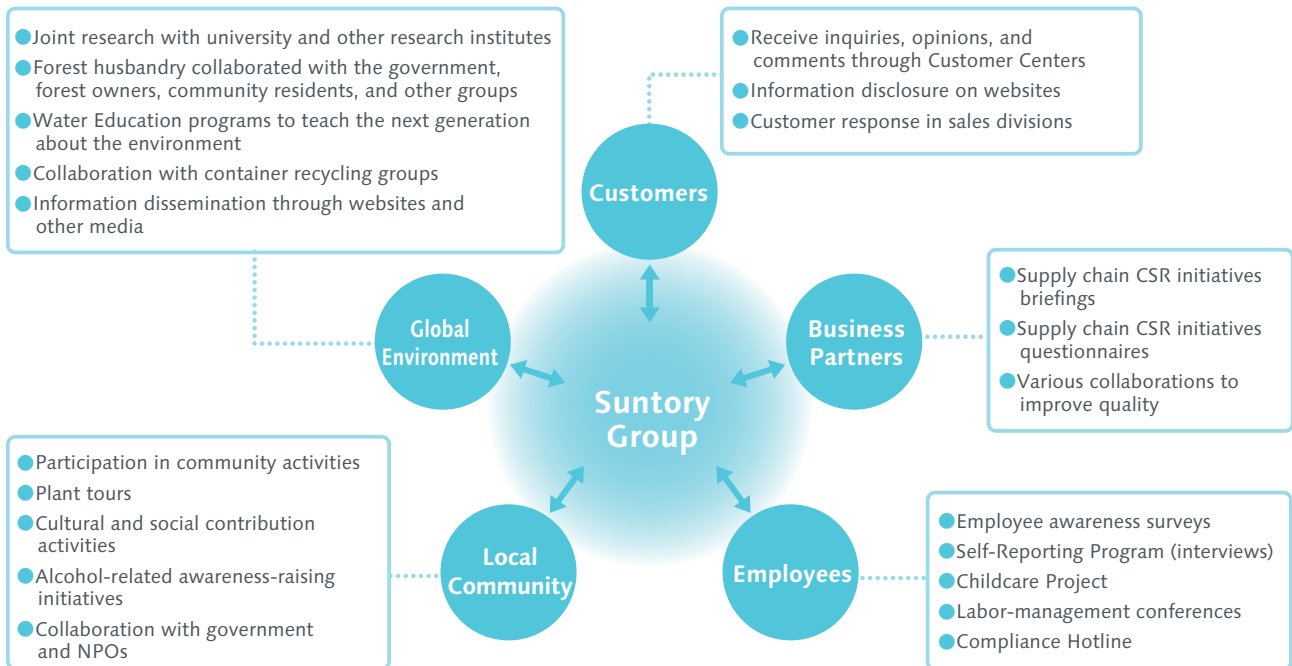 Joint research with university and other research institutes
Forest husbandry collaborated with the government,
forest owners, community residents, and other groups
Water Education programs to teach the next generation
about the environment
Collaboration with container recycling groups
Information dissemination through websites and
other media
Receive inquiries, opinions, and
comments through Customer Centers
Information disclosure on websites
Customer response in sales divisions
Customers
Global
Environment
Business
Partners
Supply chain CSR initiatives
briefings
Supply chain CSR initiatives
questionnaires
Various collaborations to
improve quality
Suntory
Group
Participation in community activities
Plant tours
Cultural and social contribution
activities
Alcohol-related awareness-raising
initiatives
Collaboration with government
and NPOs
Local
Community
Employees
Employee awareness surveys
Self-Reporting Program (interviews)
Childcare Project
Labor-management conferences
Compliance Hotline